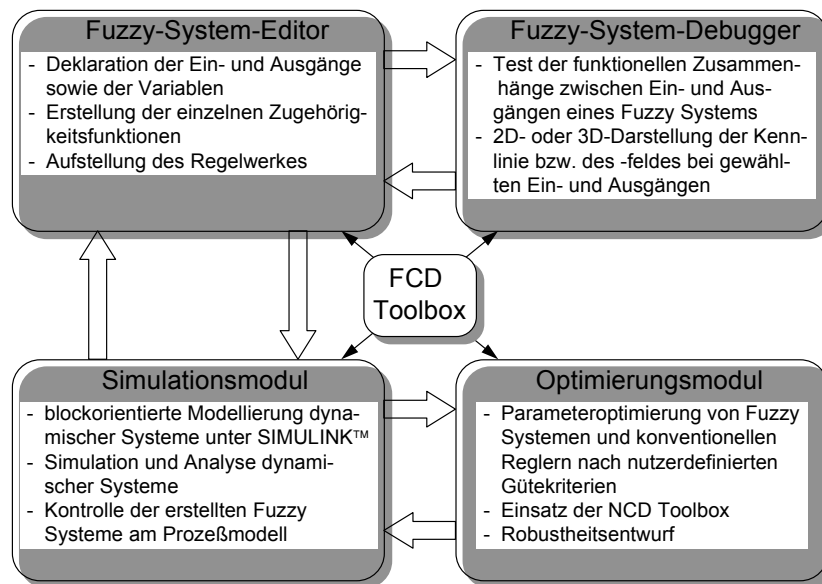 Fuzzy-System-Editor
- Deklaration der Ein- und Ausgänge
sowie der Variablen
- Erstellung der einzelnen Zugehörig-
keitsfunktionen
- Aufstellung des Regelwerkes
Fuzzy-System-Debugger
- Test der funktionellen Zusammen-
hänge zwischen Ein- und Aus-
gängen eines Fuzzy Systems
- 2D- oder 3D-Darstellung der Kenn-
linie bzw. des -feldes bei gewähl-
ten Ein- und Ausgängen
FCD
Toolbox
Simulationsmodul
- blockorientierte Modellierung dyna-
mischer Systeme unter SIMULINK™
- Simulation und Analyse dynami-
scher Systeme
- Kontrolle der erstellten Fuzzy
Systeme am Prozeßmodell
Optimierungsmodul
- Parameteroptimierung von Fuzzy
Systemen und konventionellen
Reglern nach nutzerdefinierten
Gütekriterien
- Einsatz der NCD Toolbox
- Robustheitsentwurf